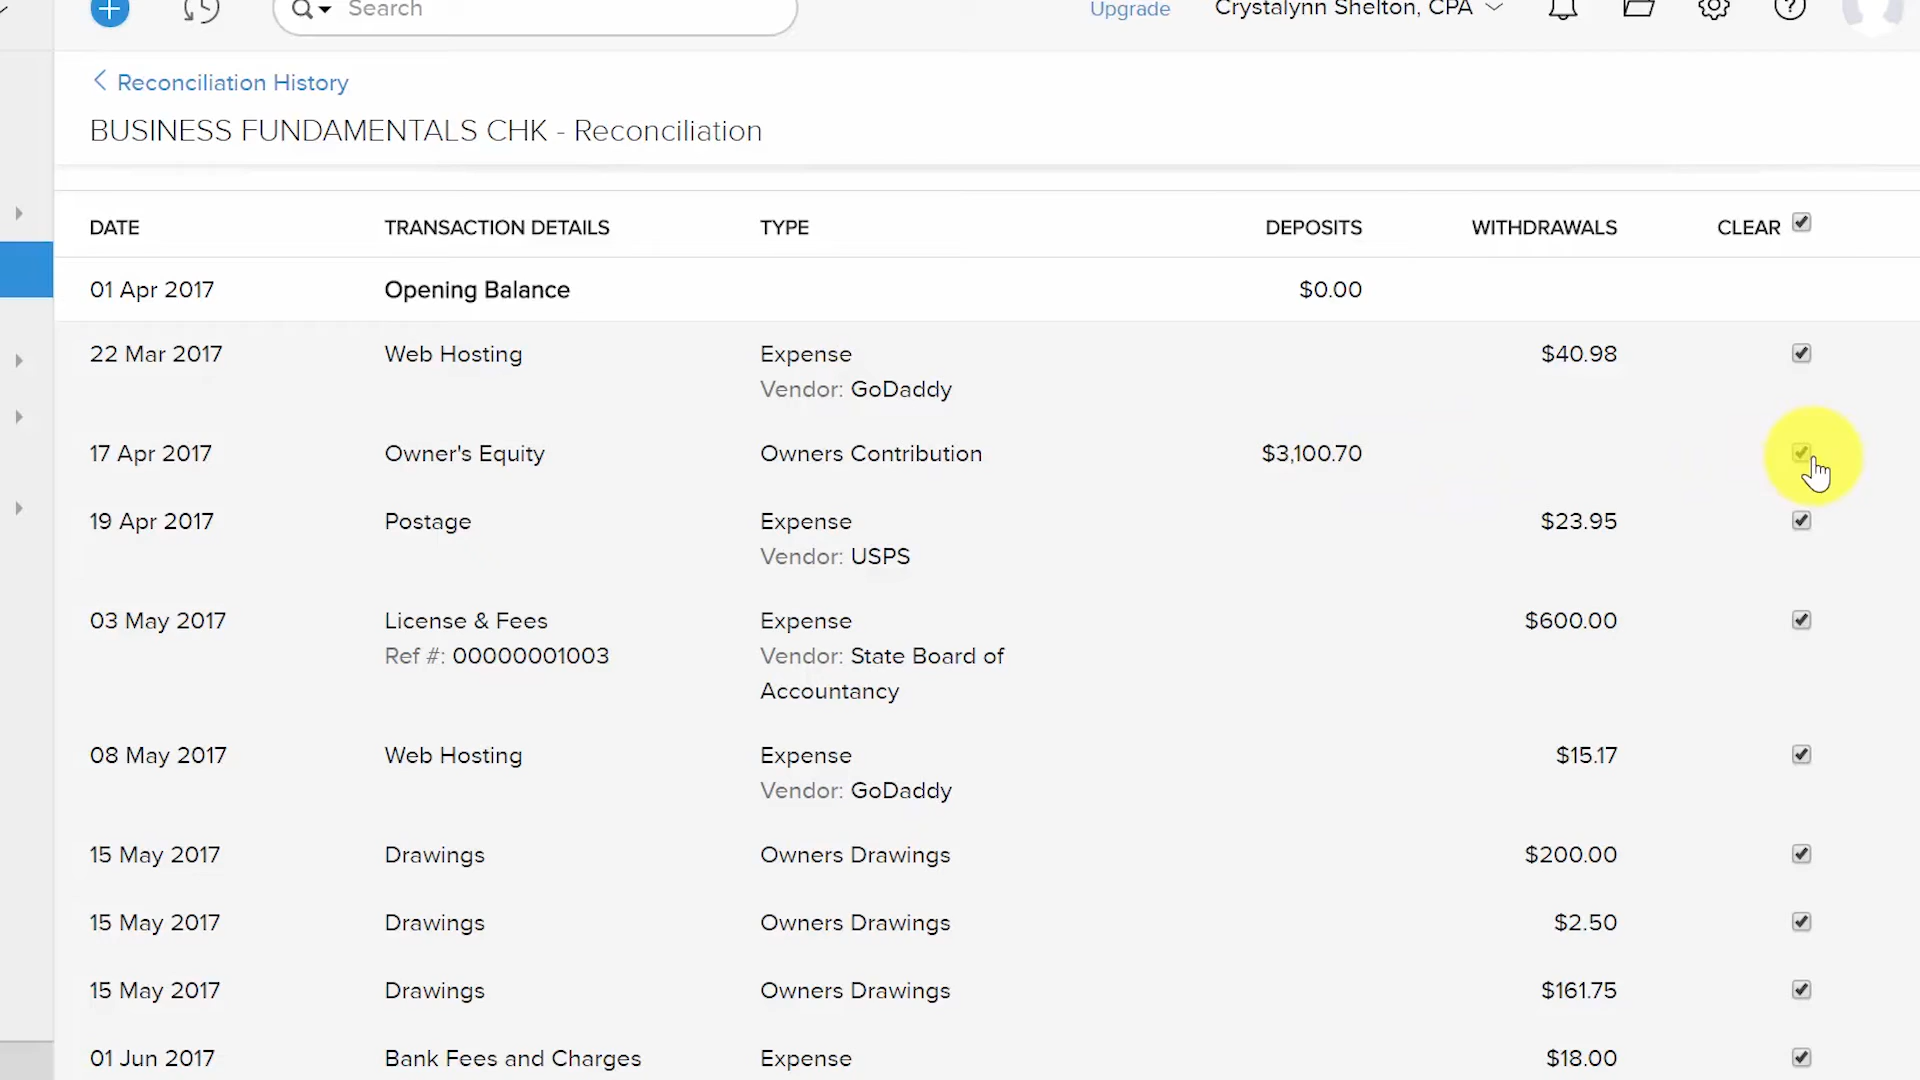 Search
Upgrade
Crystalynn Shelton, CPA
Reconciliation History
BUSINESS FUNDAMENTALS CHK - Reconciliation
DATE TRANSACTION DETAILS TYPE DEPOSITS WITHDRAWALS CLEAR
01 Apr 2017 Opening Balance $0.00
22 Mar 2017 Web Hosting Expense $40.98
Vendor: GoDaddy
17 Apr 2017 Owner's Equity Owners Contribution $3,100.70
19 Apr 2017 Postage Expense $23.95
Vendor: USPS
03 May 2017 License & Fees Expense $600.00
Ref #: 00000001003 Vendor: State Board of
Accountancy
08 May 2017 Web Hosting Expense $15.17
Vendor: GoDaddy
15 May 2017 Drawings Owners Drawings $200.00
15 May 2017 Drawings Owners Drawings $2.50
15 May 2017 Drawings Owners Drawings $161.75
01 Jun 2017 Bank Fees and Charges Expense $18.00